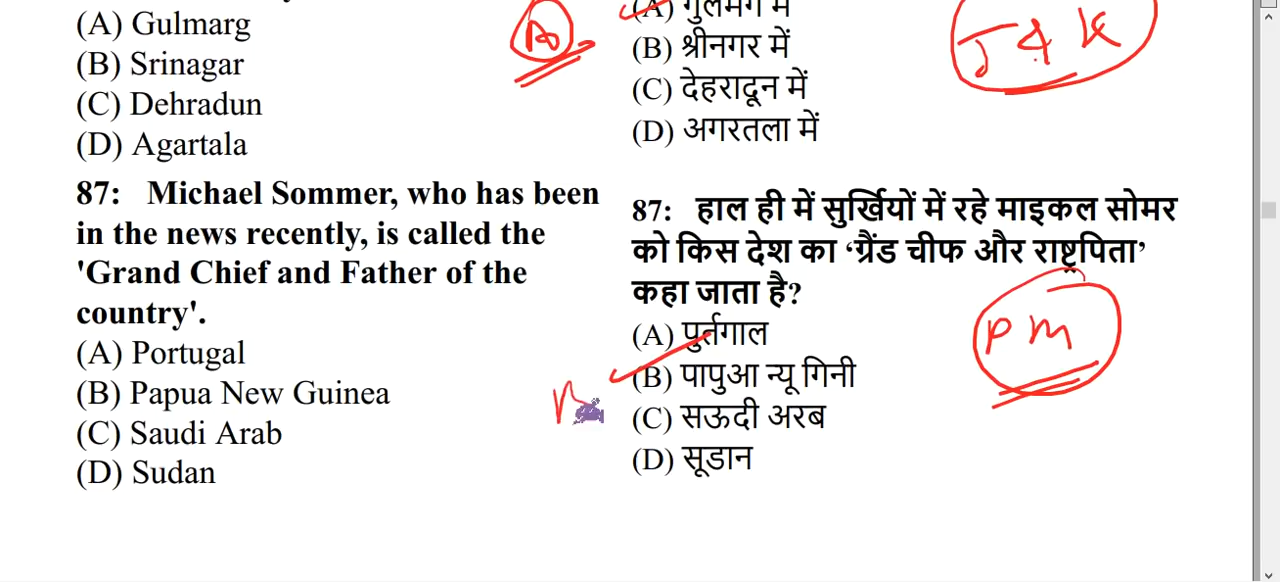 (A) Gulmarg
(B) Srinagar
(C) Dehradun
(D) Agartala
87: Michael Sommer, who has been
in the news recently, is called the
'Grand Chief and Father of the
country'.
(A) Portugal
(B) Papua New Guinea
(C) Saudi Arab
(D) Sudan
(A) गुलमर्ग में
(B) श्रीनगर में
(C) देहरादून में
(D) अगरतला में
87: हाल ही में सुर्खियों में रहे माइकल सोमर
को किस देश का ‘ग्रैंड चीफ और राष्ट्रपिता’
कहा जाता है?
(A) पुर्तगाल
(B) पापुआ न्यू गिनी
(C) सऊदी अरब
(D) सूडान
A
J & K
PM